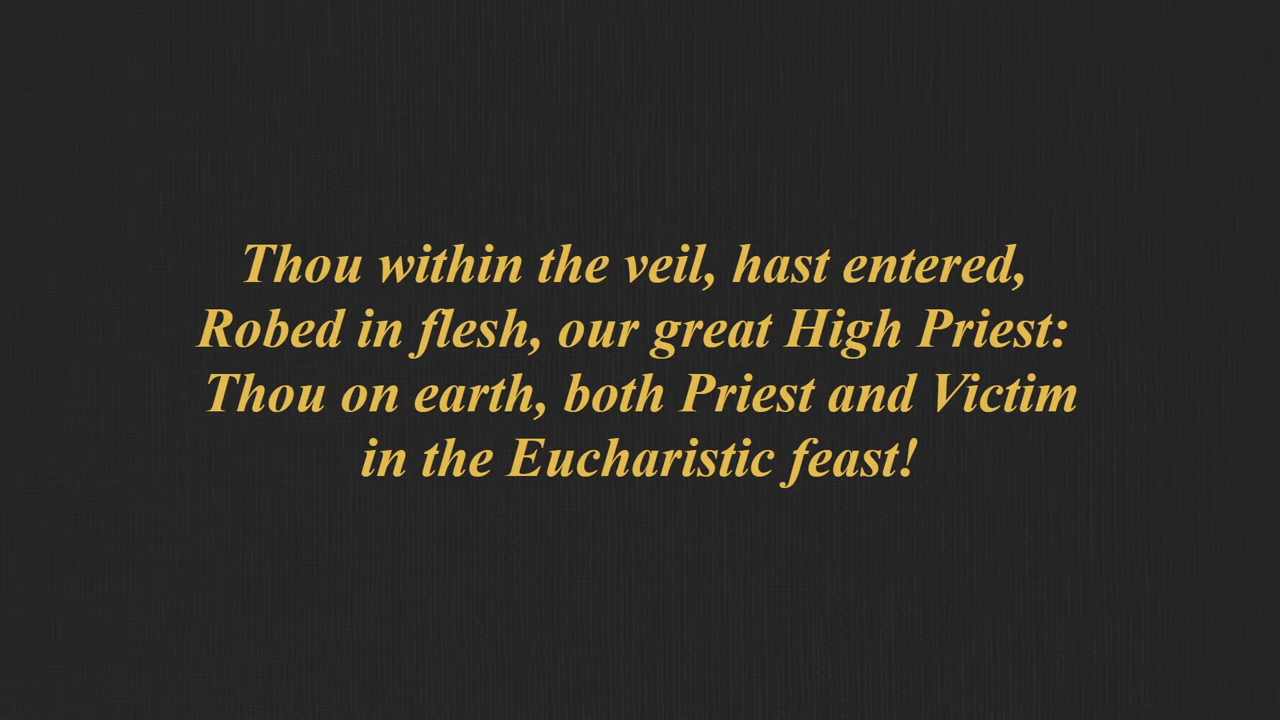 Thou within the veil, hast entered,
Robed in flesh, our great High Priest:
Thou on earth, both Priest and Victim
in the Eucharistic feast!